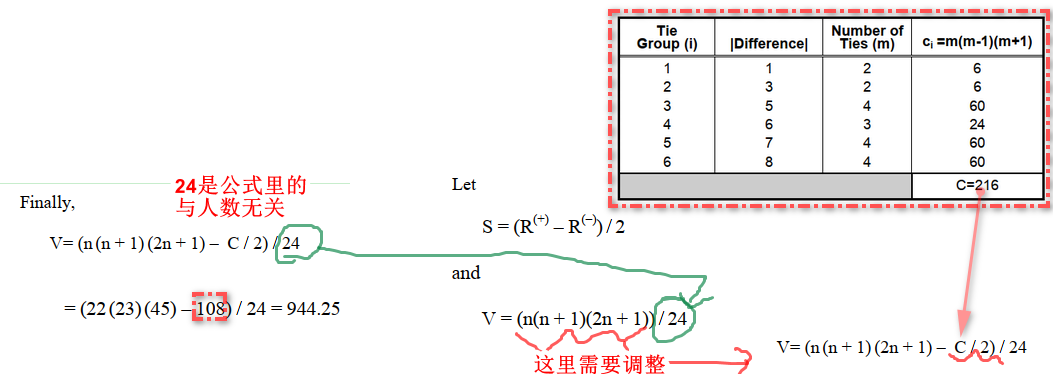 Tie Group (i) |Difference| Number of Ties (m) cᵢ =m(m-1)(m+1)
1 1 2 6
2 3 2 6
3 5 4 60
4 6 3 24
5 7 4 60
6 8 4 60
C=216
24是公式里的
与人数无关
Finally,
V= (n (n + 1) (2n + 1) – C / 2) / 24
= (22 (23) (45) – 108) / 24 = 944.25
Let
S = (R⁽⁺⁾ – R⁽⁻⁾) / 2
and
V = (n(n + 1)(2n + 1)) / 24
这里需要调整
V= (n (n + 1) (2n + 1) – C / 2) / 24